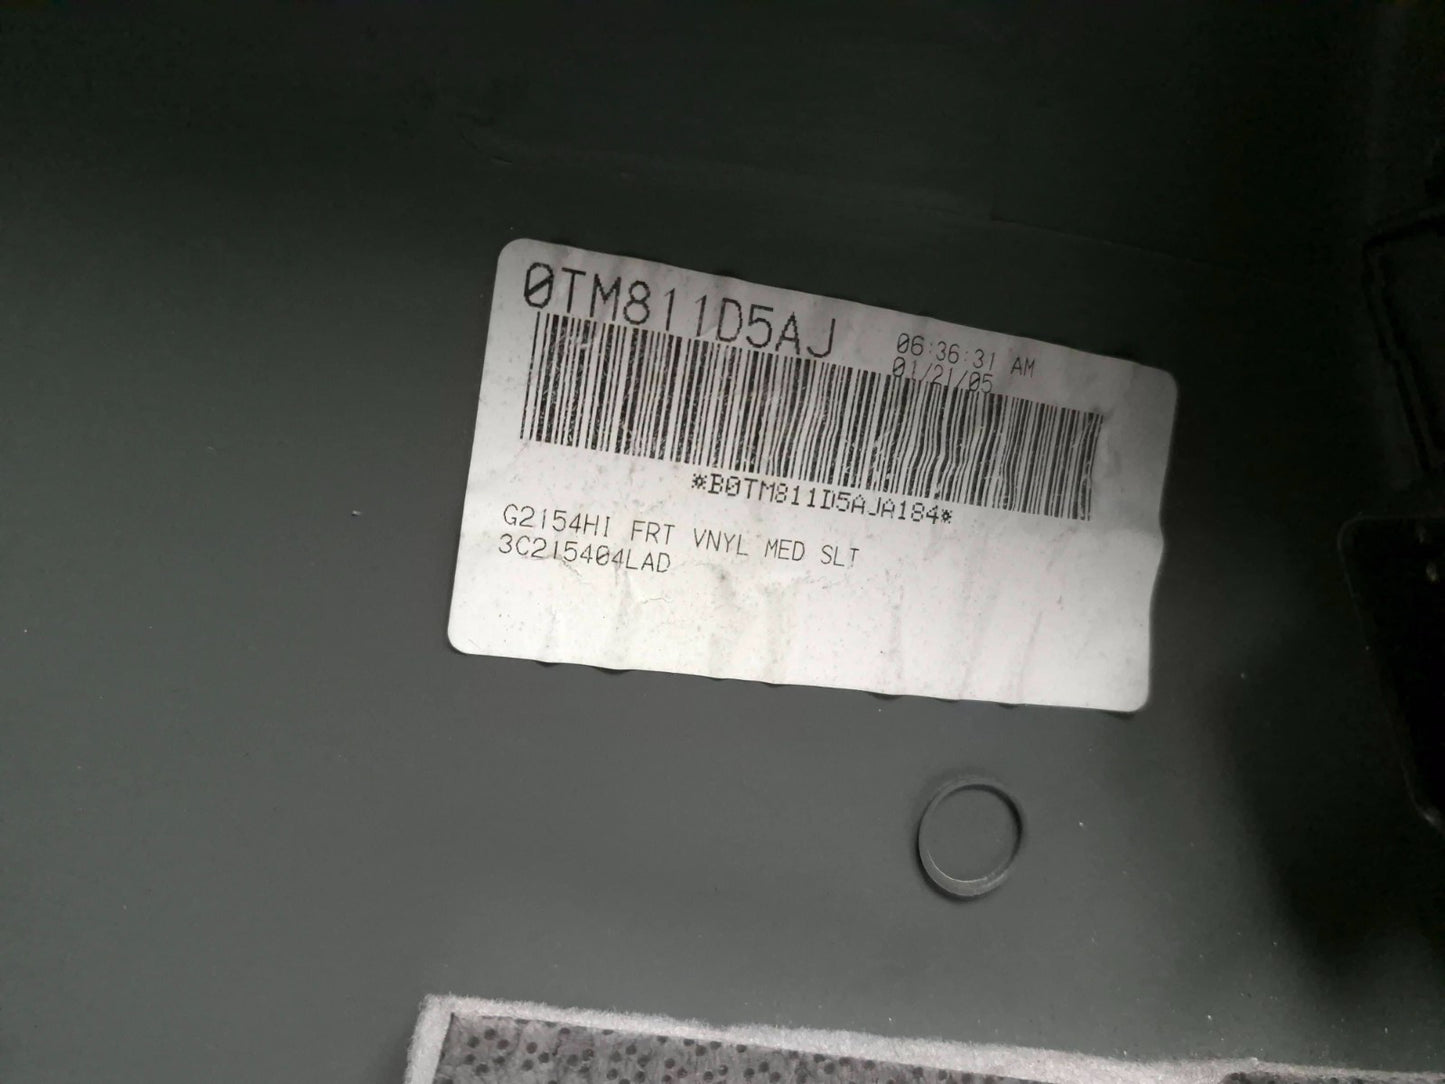 0TM811D5AJ
06:36:31 AM
01/21/05
*B0TM811D5AJA184*
G2154HI FRT VNYL MED SLT
3C215404LAD